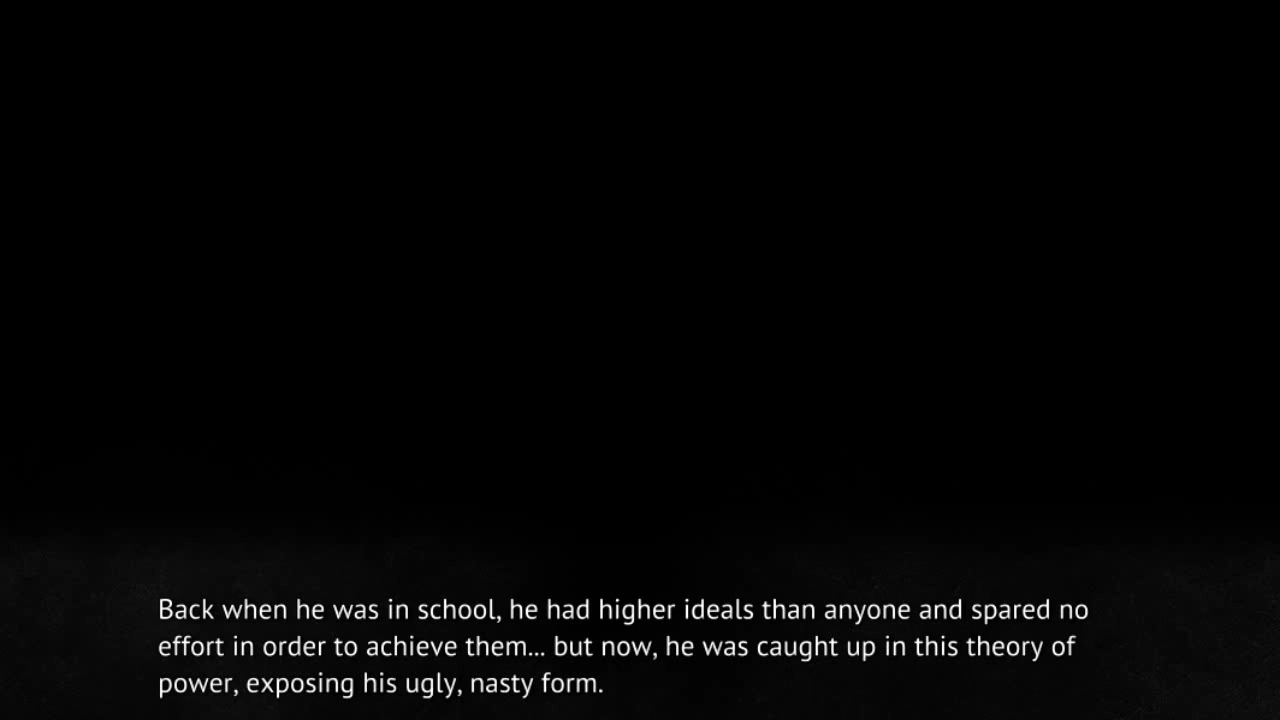 Back when he was in school, he had higher ideals than anyone and spared no
effort in order to achieve them... but now, he was caught up in this theory of
power, exposing his ugly, nasty form.